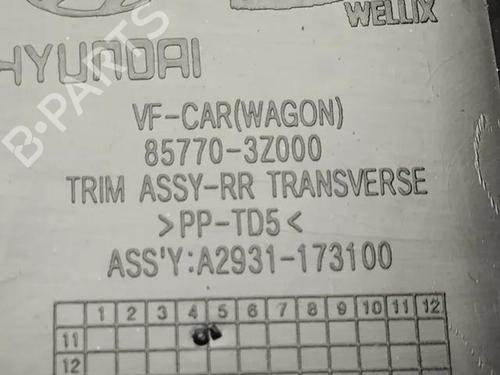 WELLIX
HYUNDAI
VF-CAR(WAGON)
85770-3Z000
TRIM ASSY-RR TRANSVERSE
>PP-TD5<
ASS'Y:A2931-173100
1 2 3 4 5 6 7 8 9 10 11 12
11
12
B-PARTS